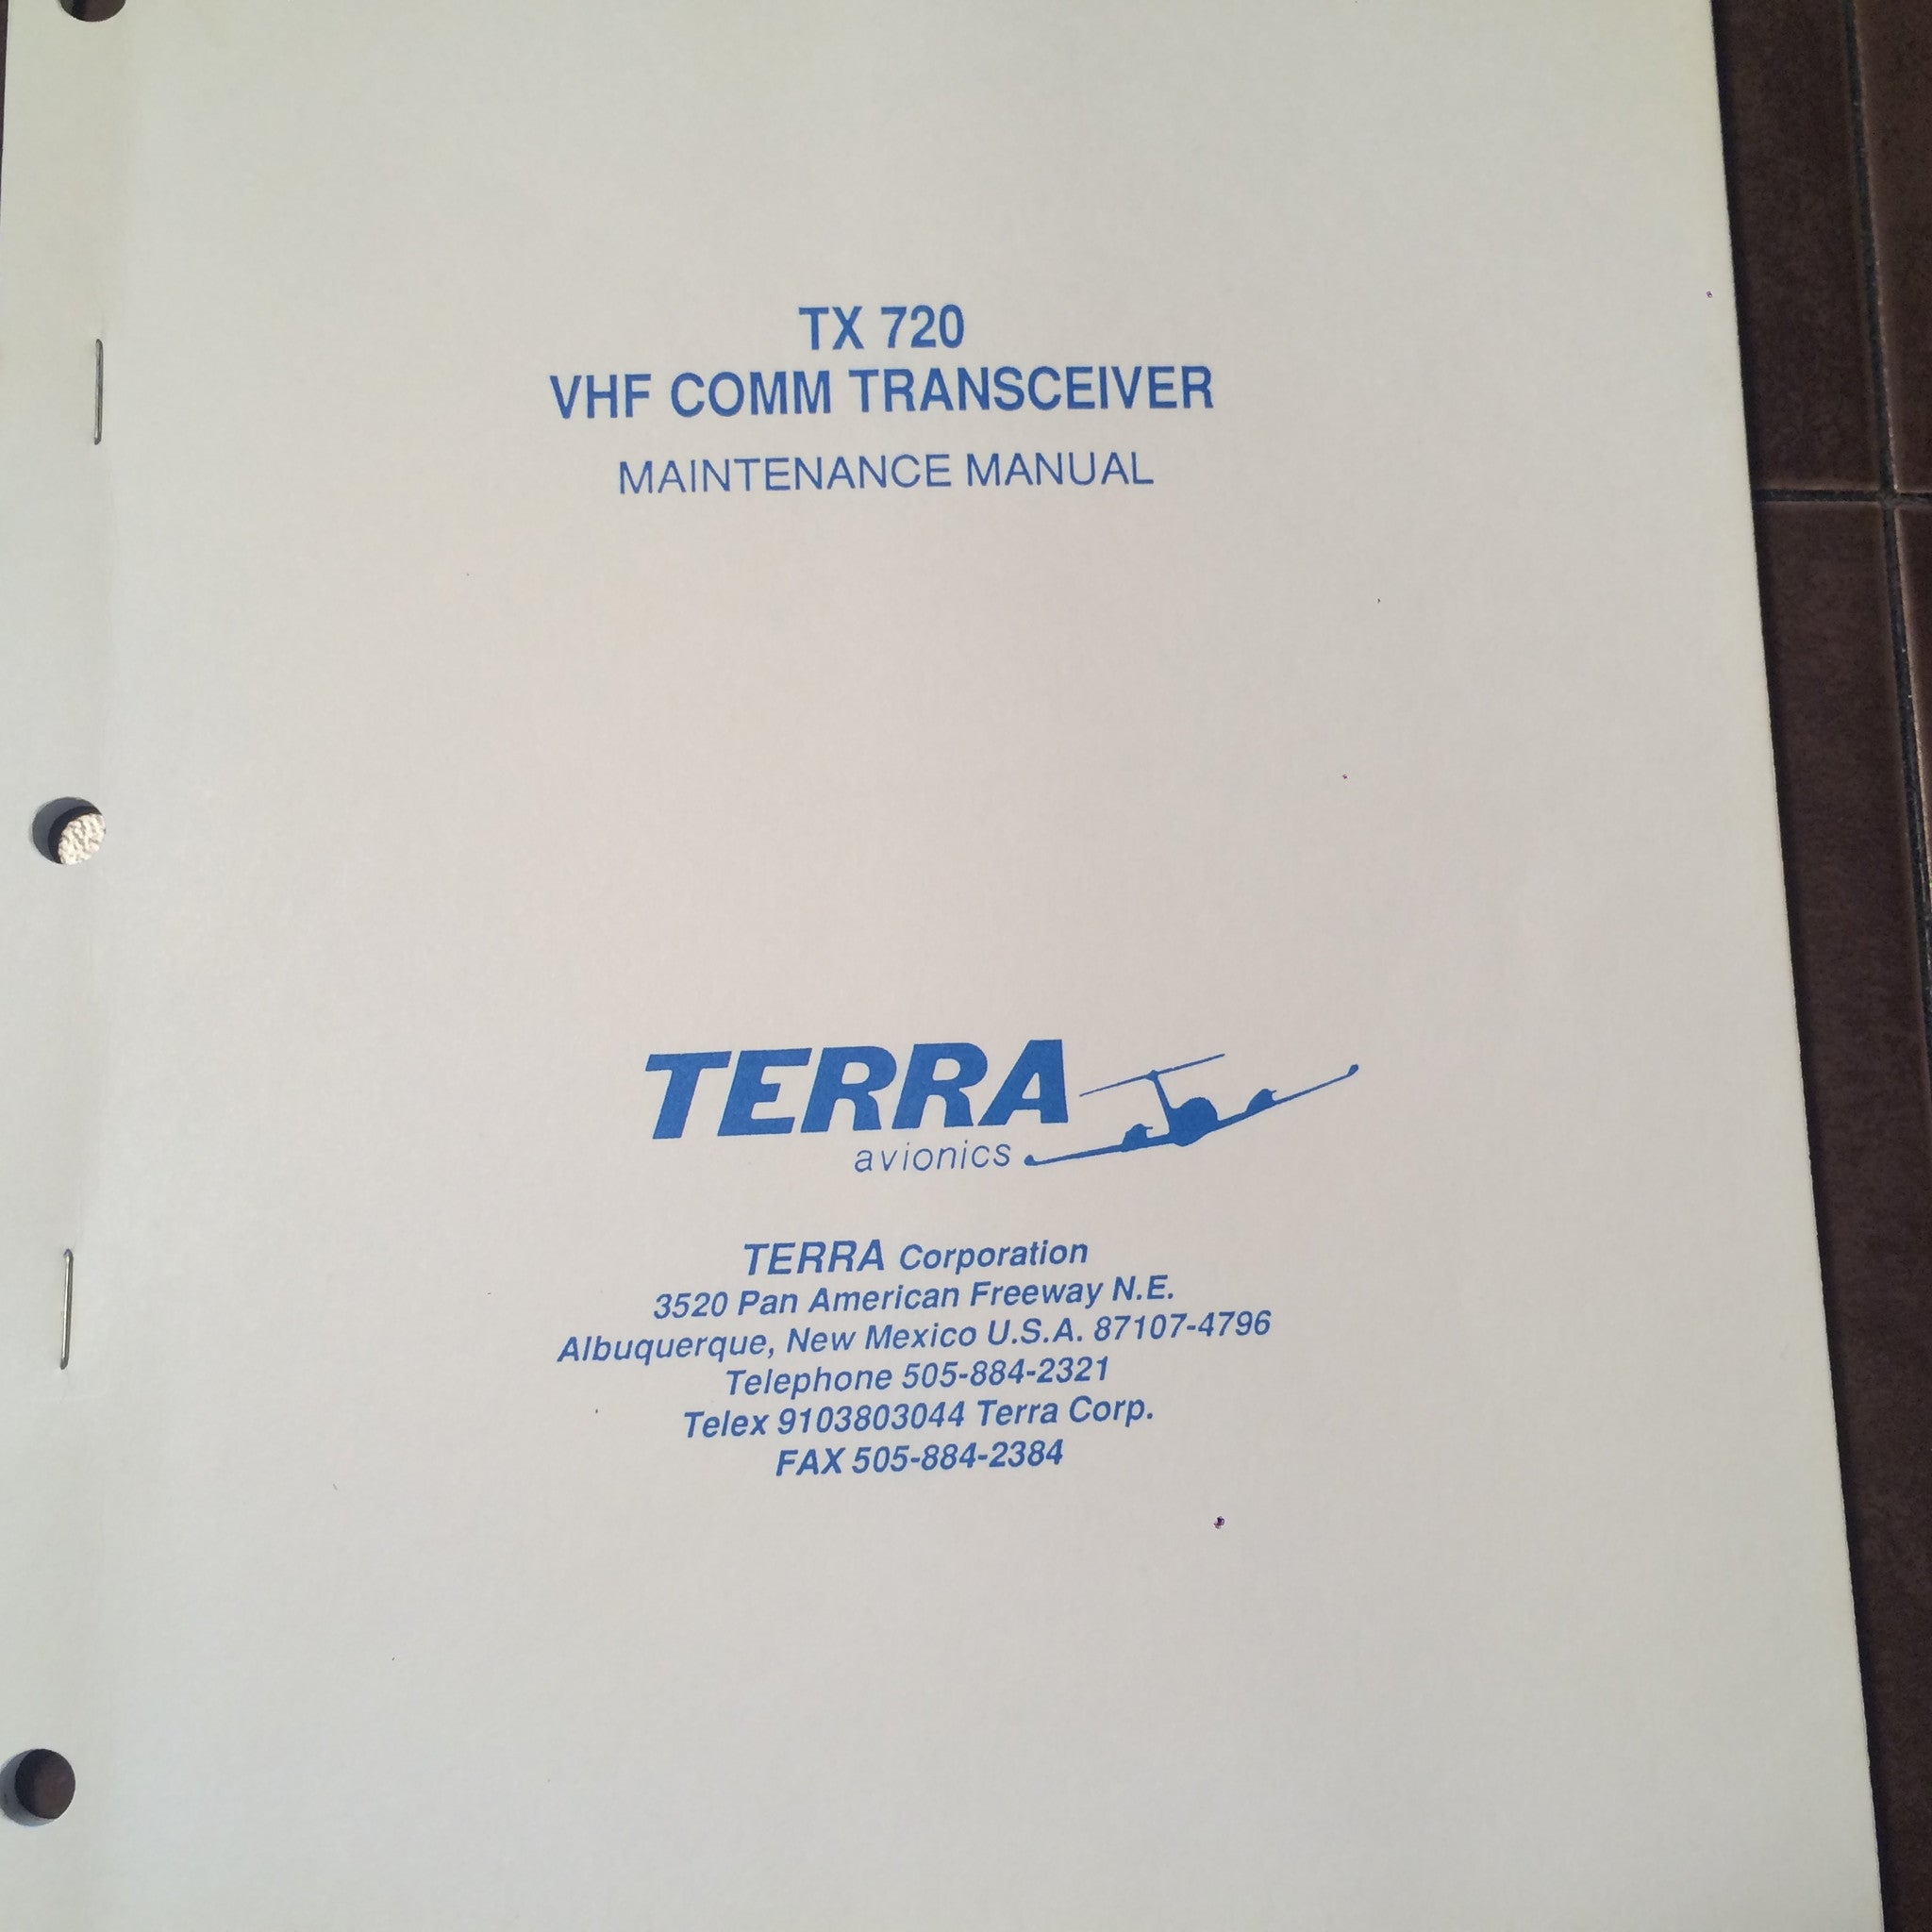 TX 720
VHF COMM TRANSCEIVER
MAINTENANCE MANUAL
TERRA
avionics
TERRA Corporation
3520 Pan American Freeway N.E.
Albuquerque, New Mexico U.S.A. 87107-4796
Telephone 505-884-2321
Telex 9103803044 Terra Corp.
FAX 505-884-2384